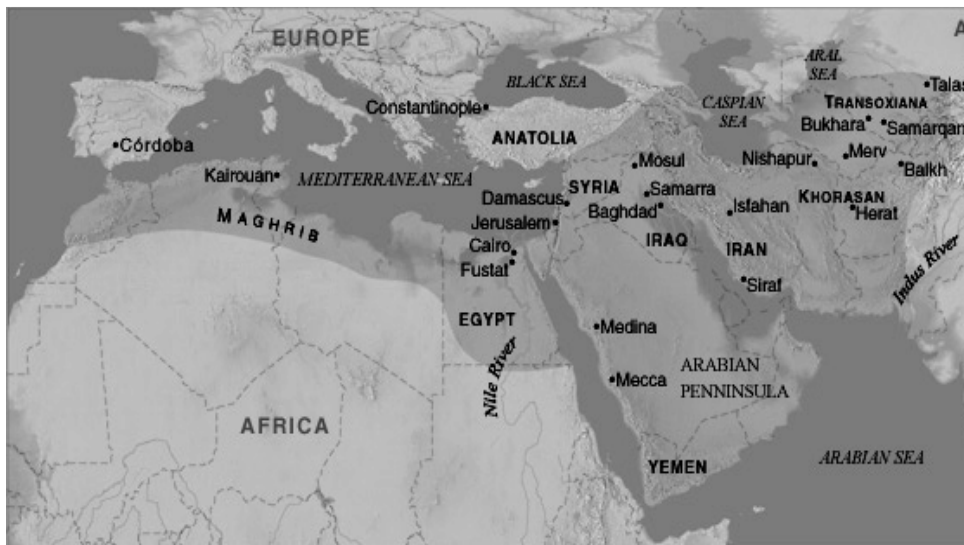 EUROPE
A
ARAL
SEA
BLACK SEA
Talas
CASPIAN
SEA
TRANSOXIANA
Constantinople
Bukhara
Samarqan
ANATOLIA
Córdoba
Mosul
Nishapur
Merv
Balkh
Kairouan
MEDITERRANEAN SEA
SYRIA
Samarra
KHORASAN
Damascus
Baghdad
Isfahan
Herat
MAGHRIB
Jerusalem
IRAQ
IRAN
Cairo
Fustat
Siraf
Indus River
EGYPT
Medina
Nile River
ARABIAN
PENNINSULA
Mecca
AFRICA
YEMEN
ARABIAN SEA